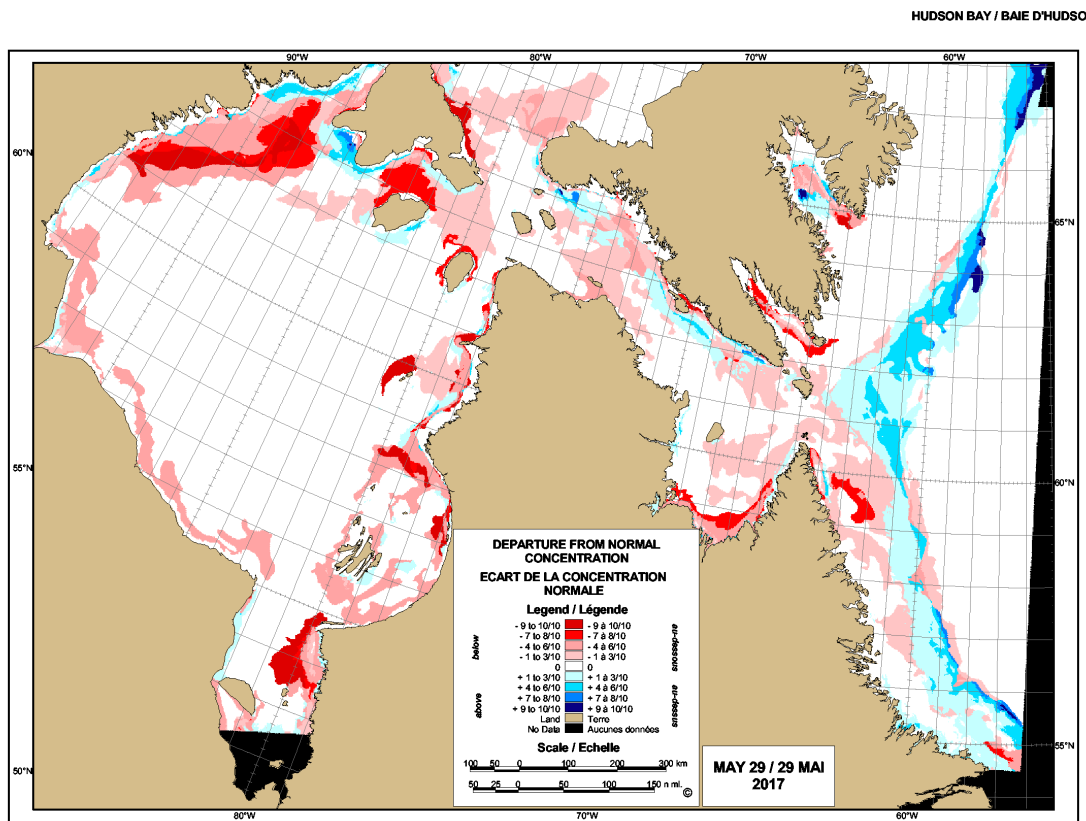 HUDSON BAY / BAIE D'HUDSO
90°W 80°W 70°W 60°W
60°N
65°N
55°N
60°N
50°N
55°N
80°W 70°W 60°W
DEPARTURE FROM NORMAL
CONCENTRATION
ECART DE LA CONCENTRATION
NORMALE
Legend / Légende
- 9 to 10/10 - 9 à 10/10
- 7 to 8/10 - 7 à 8/10
- 4 to 6/10 - 4 à 6/10
- 1 to 3/10 - 1 à 3/10
0 0
+ 1 to 3/10 + 1 à 3/10
+ 4 to 6/10 + 4 à 6/10
+ 7 to 8/10 + 7 à 8/10
+ 9 to 10/10 + 9 à 10/10
Land Terre
No Data Aucunes données
below
above
au-dessous
au-dessus
Scale / Echelle
100 50 0 100 200 300 km
50 25 0 50 100 150 n mi.
©
MAY 29 / 29 MAI
2017